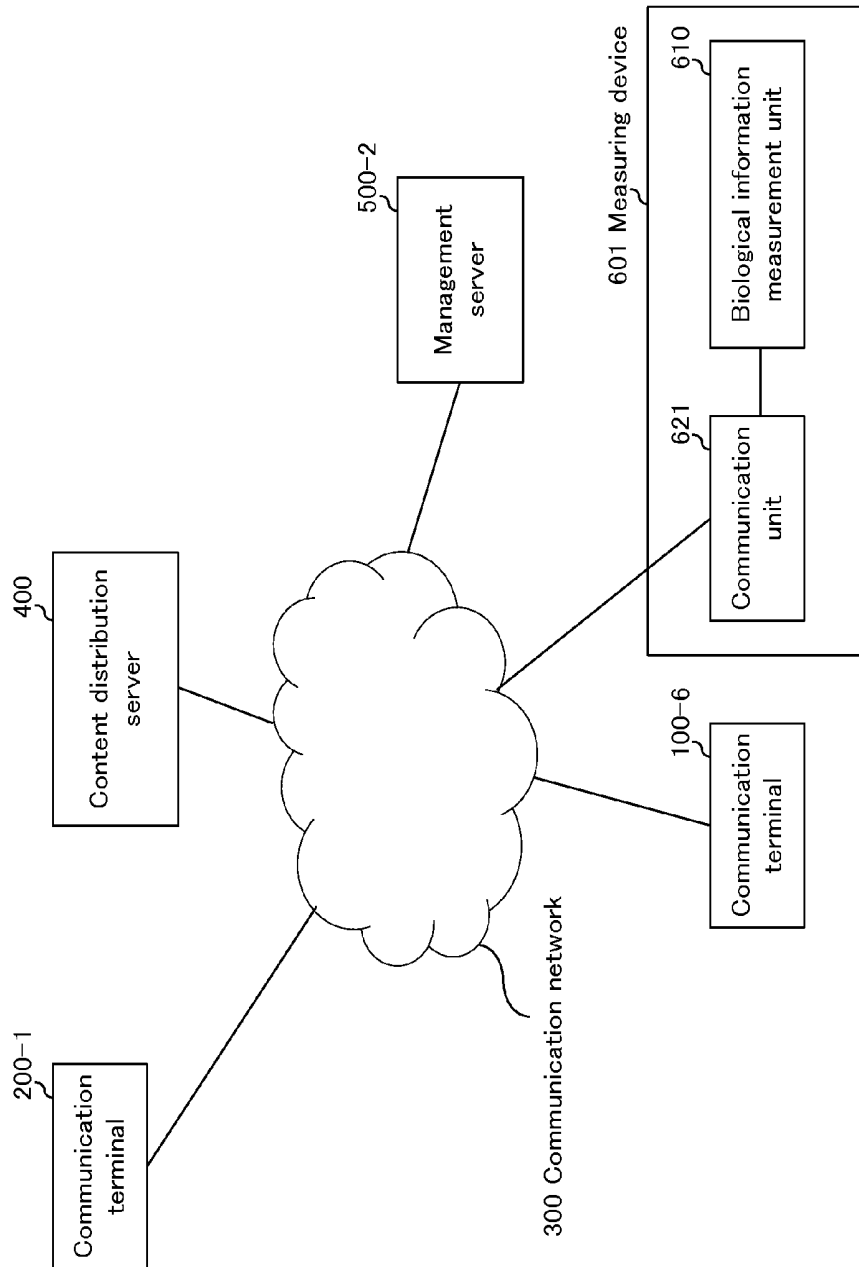 200-1
Communication
terminal
400
Content distribution
server
500-2
Management
server
300 Communication network
100-6
Communication
terminal
601 Measuring device
621
Communication
unit
610
Biological information
measurement unit